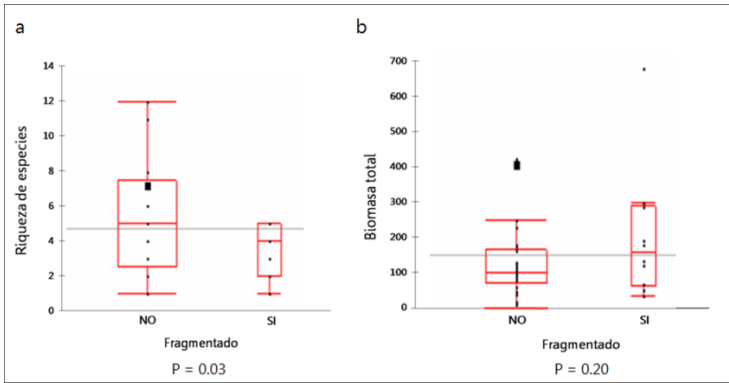 a
Riqueza de especies
14
12
10
8
6
4
2
0
NO SI
Fragmentado
P = 0.03
b
Biomasa total
700
600
500
400
300
200
100
0
NO SI
Fragmentado
P = 0.20